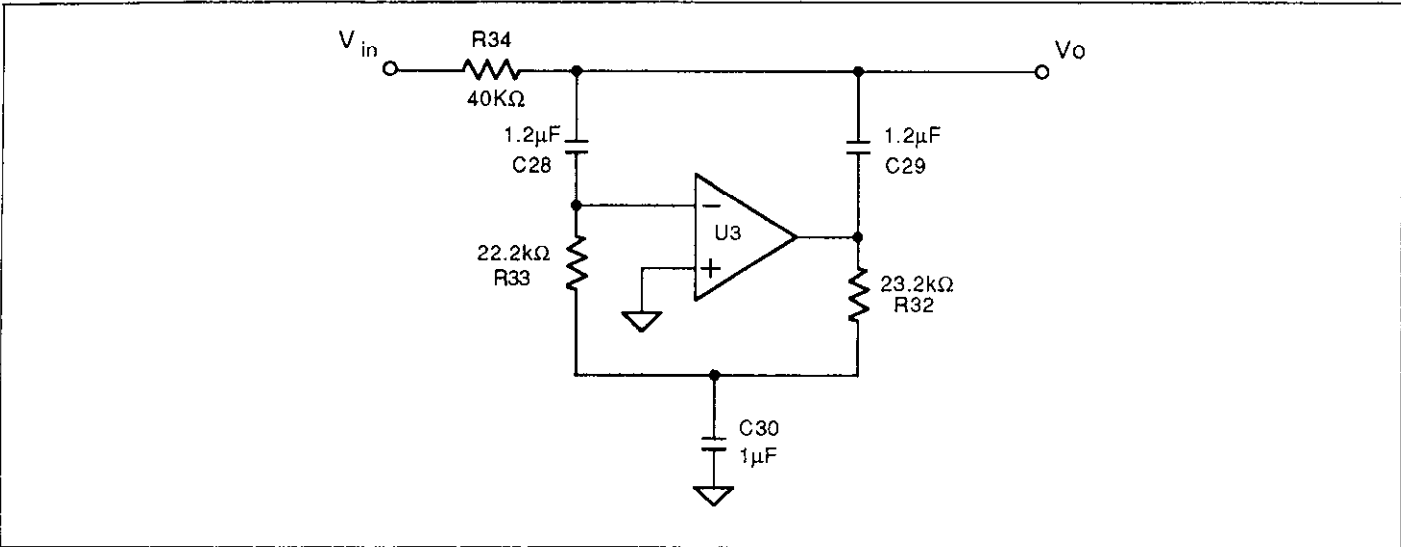 V in
R34
Vo
40KΩ
1.2µF
C28
1.2µF
C29
−
U3
+
22.2kΩ
R33
23.2kΩ
R32
C30
1µF